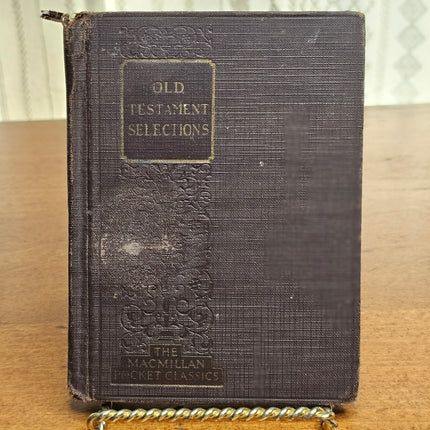 OLD
TESTAMENT
SELECTIONS
THE
MACMILLAN
POCKET CLASSICS